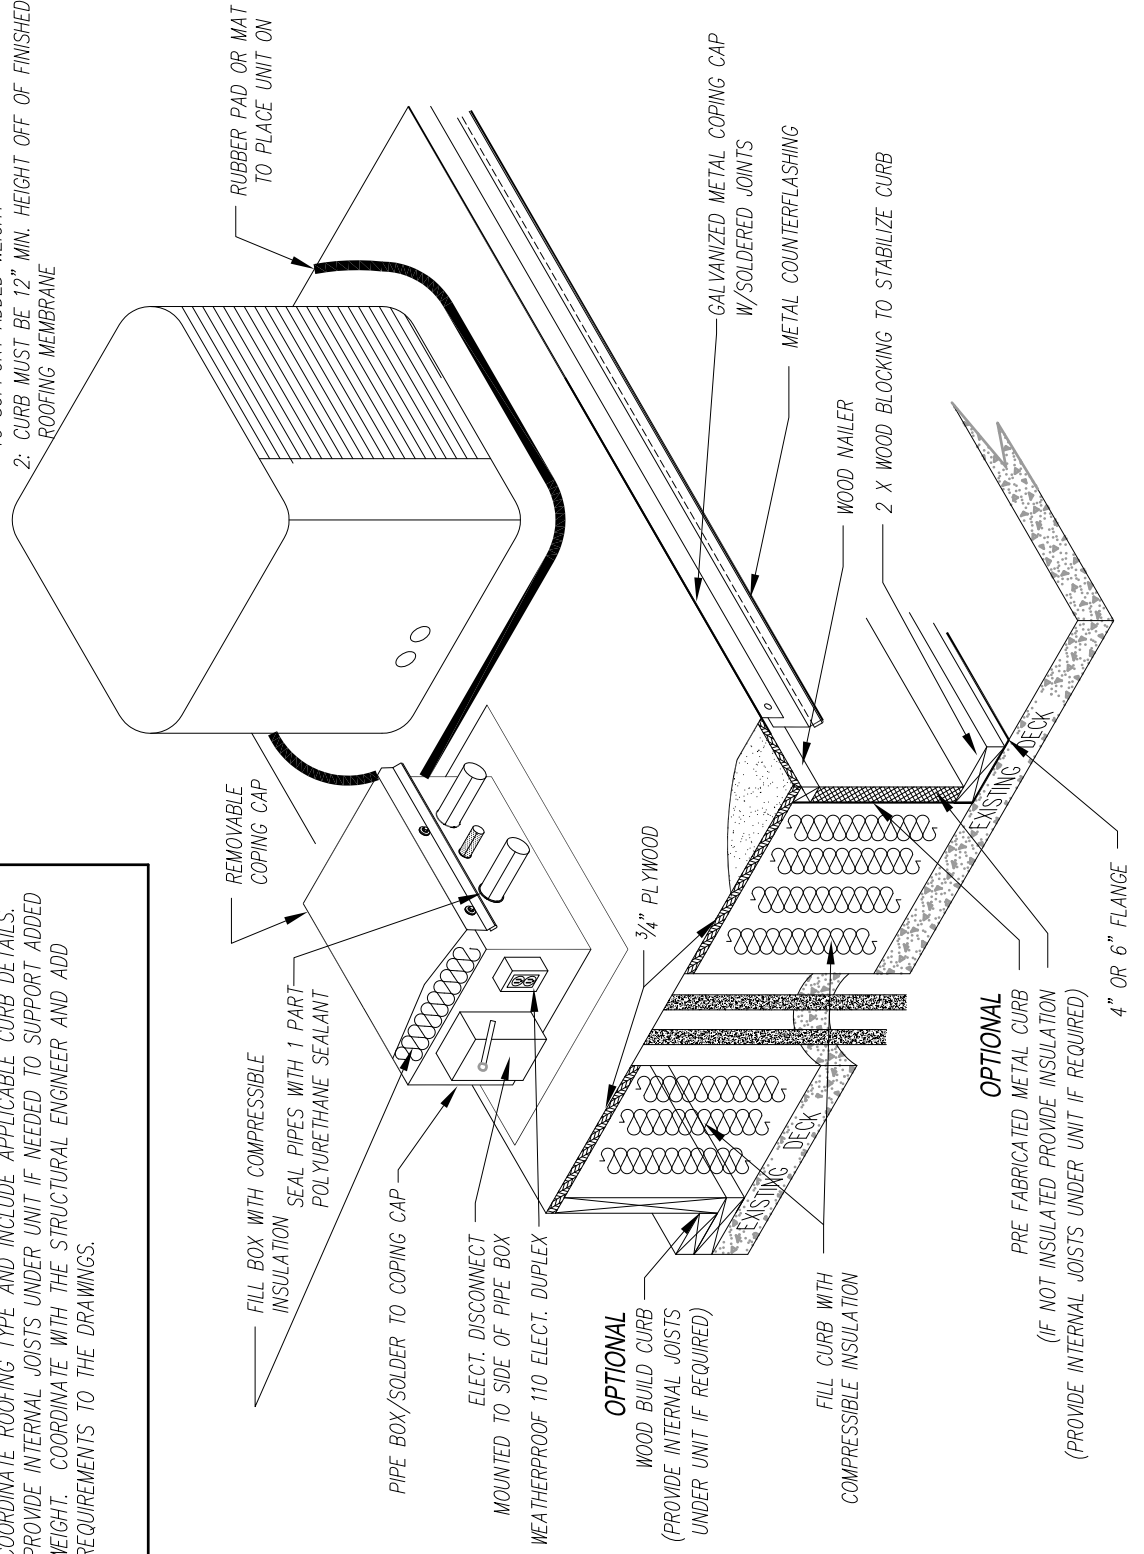 COORDINATE ROOFING TYPE AND INCLUDE APPLICABLE CURB DETAILS.
PROVIDE INTERNAL JOISTS UNDER UNIT IF NEEDED TO SUPPORT ADDED
WEIGHT. COORDINATE WITH THE STRUCTURAL ENGINEER AND ADD
REQUIREMENTS TO THE DRAWINGS.
TO SUPPORT ADDED WEIGHT
2: CURB MUST BE 12" MIN. HEIGHT OFF OF FINISHED
ROOFING MEMBRANE
REMOVABLE
COPING CAP
RUBBER PAD OR MAT
TO PLACE UNIT ON
FILL BOX WITH COMPRESSIBLE
INSULATION
SEAL PIPES WITH 1 PART
POLYURETHANE SEALANT
PIPE BOX/SOLDER TO COPING CAP
ELECT. DISCONNECT
MOUNTED TO SIDE OF PIPE BOX
WEATHERPROOF 110 ELECT. DUPLEX
OPTIONAL
WOOD BUILD CURB
(PROVIDE INTERNAL JOISTS
UNDER UNIT IF REQUIRED)
3/4" PLYWOOD
GALVANIZED METAL COPING CAP
W/SOLDERED JOINTS
METAL COUNTERFLASHING
WOOD NAILER
2 X WOOD BLOCKING TO STABILIZE CURB
EXISTING DECK
EXISTING DECK
FILL CURB WITH
COMPRESSIBLE INSULATION
OPTIONAL
PRE FABRICATED METAL CURB
(IF NOT INSULATED PROVIDE INSULATION
(PROVIDE INTERNAL JOISTS UNDER UNIT IF REQUIRED)
4" OR 6" FLANGE